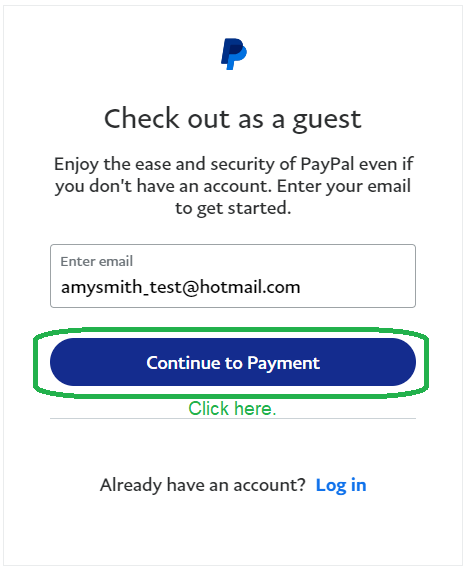 Check out as a guest
Enjoy the ease and security of PayPal even if
you don't have an account. Enter your email
to get started.
Enter email
amysmith_test@hotmail.com
Continue to Payment
Click here.
Already have an account? Log in